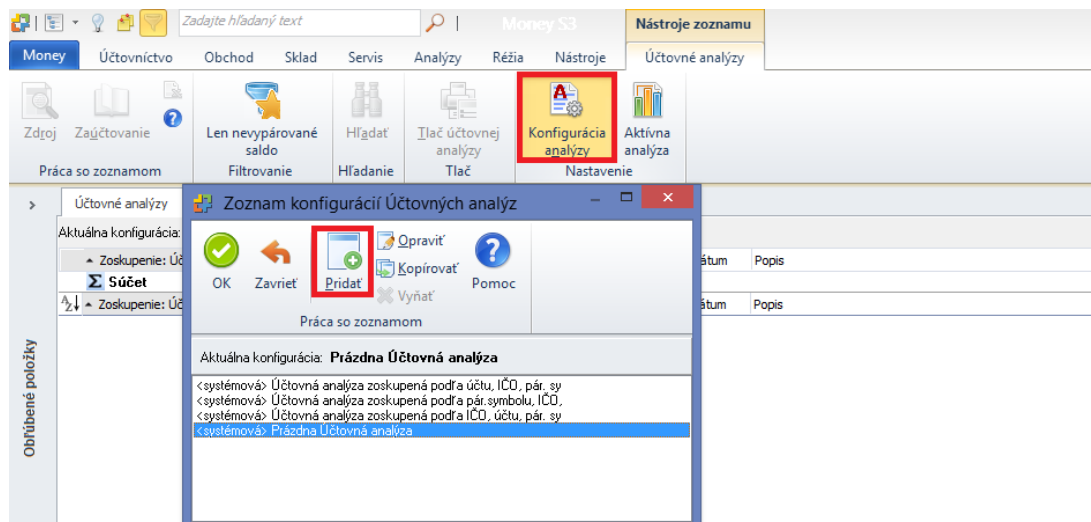 Zadajte hľadaný text
Money S3
Nástroje zoznamu
Money Účtovníctvo Obchod Sklad Servis Analýzy Réžia Nástroje Účtovné analýzy
Zdroj Zaúčtovanie Len nevypárované saldo Hľadať Tlač účtovnej analýzy Konfigurácia analýzy Aktívna analýza
Práca so zoznamom Filtrovanie Hľadanie Tlač Nastavenie
Účtovné analýzy
Aktuálna konfigurácia:
Zoskupenie: Úč
Súčet
Zoskupenie: Úč
átum Popis
átum Popis
Obľúbené položky
Zoznam konfigurácií Účtovných analýz
OK Zavrieť Pridať Opraviť Kopírovať Vyňať Pomoc
Práca so zoznamom
Aktuálna konfigurácia: Prázdna Účtovná analýza
<systémová> Účtovná analýza zoskupená podľa účtu, IČO, pár. sy
<systémová> Účtovná analýza zoskupená podľa pár.symbolu, IČO,
<systémová> Účtovná analýza zoskupená podľa IČO, účtu, pár. sy
<systémová> Prázdna Účtovná analýza